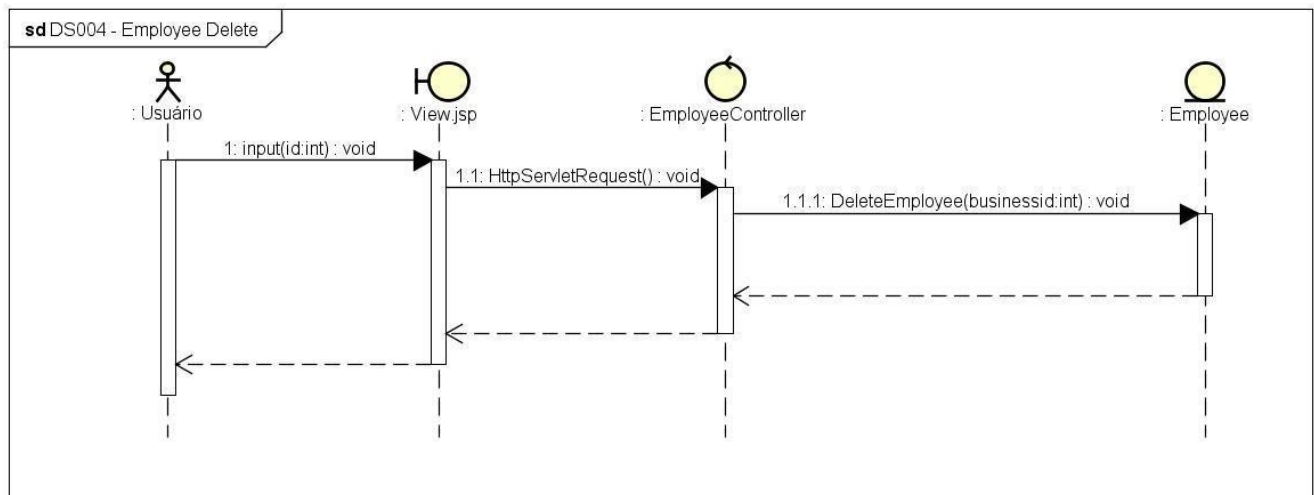 sd DS004 - Employee Delete
: Usuário
: View.jsp
: EmployeeController
: Employee
1: input(id:int) : void
1.1: HttpServletRequest() : void
1.1.1: DeleteEmployee(businessid:int) : void